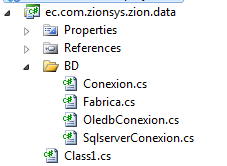 ec.com.zionsys.zion.data
Properties
References
BD
Conexion.cs
Fabrica.cs
OledbConexion.cs
SqlserverConexion.cs
Class1.cs